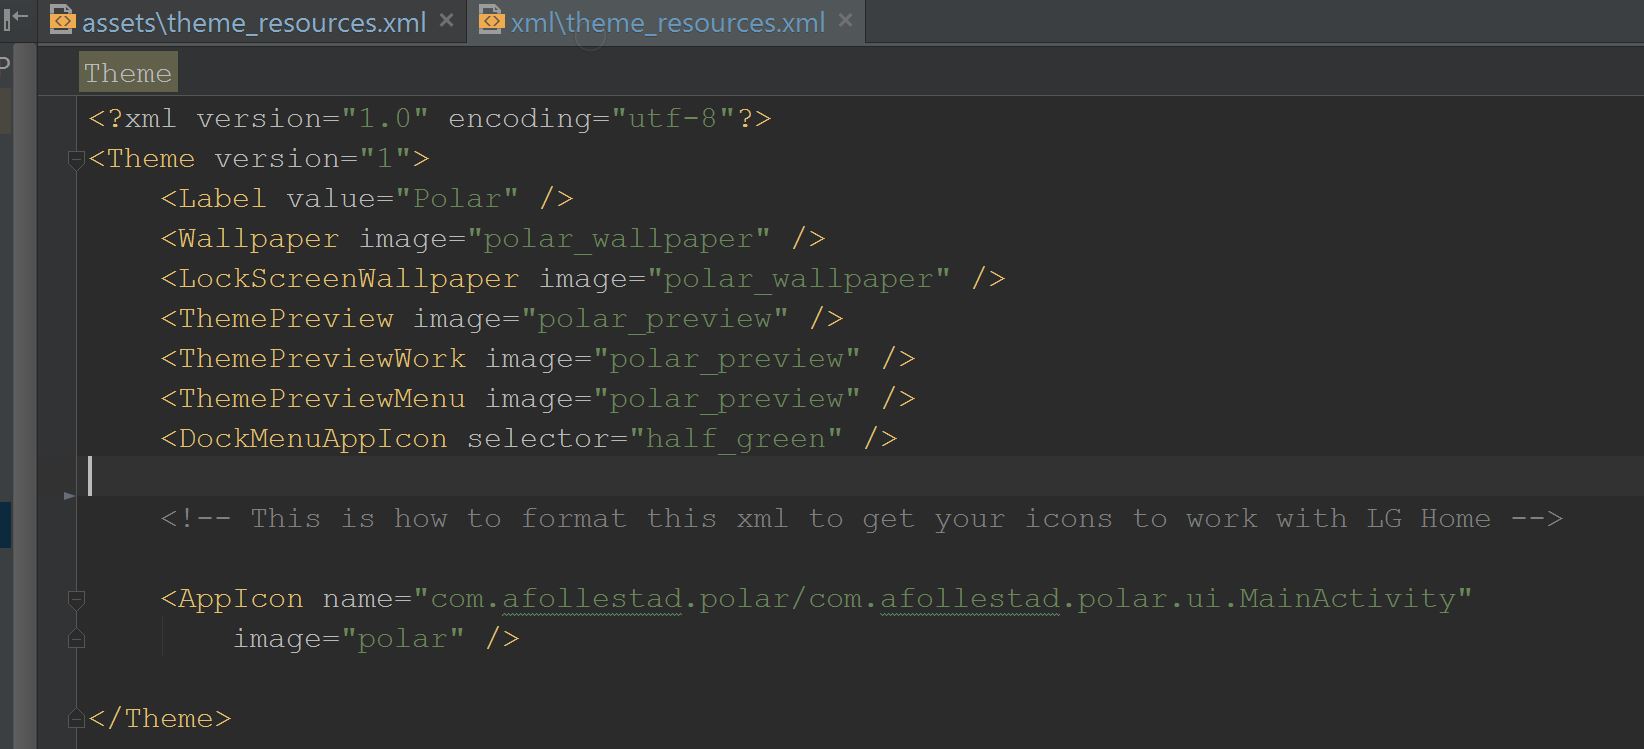 assets\theme_resources.xml xml\theme_resources.xml
P
Theme
<?xml version="1.0" encoding="utf-8"?>
<Theme version="1">
    <Label value="Polar" />
    <Wallpaper image="polar_wallpaper" />
    <LockScreenWallpaper image="polar_wallpaper" />
    <ThemePreview image="polar_preview" />
    <ThemePreviewWork image="polar_preview" />
    <ThemePreviewMenu image="polar_preview" />
    <DockMenuAppIcon selector="half_green" />
    <!-- This is how to format this xml to get your icons to work with LG Home -->
    <AppIcon name="com.afollestad.polar/com.afollestad.polar.ui.MainActivity"
        image="polar" />
</Theme>